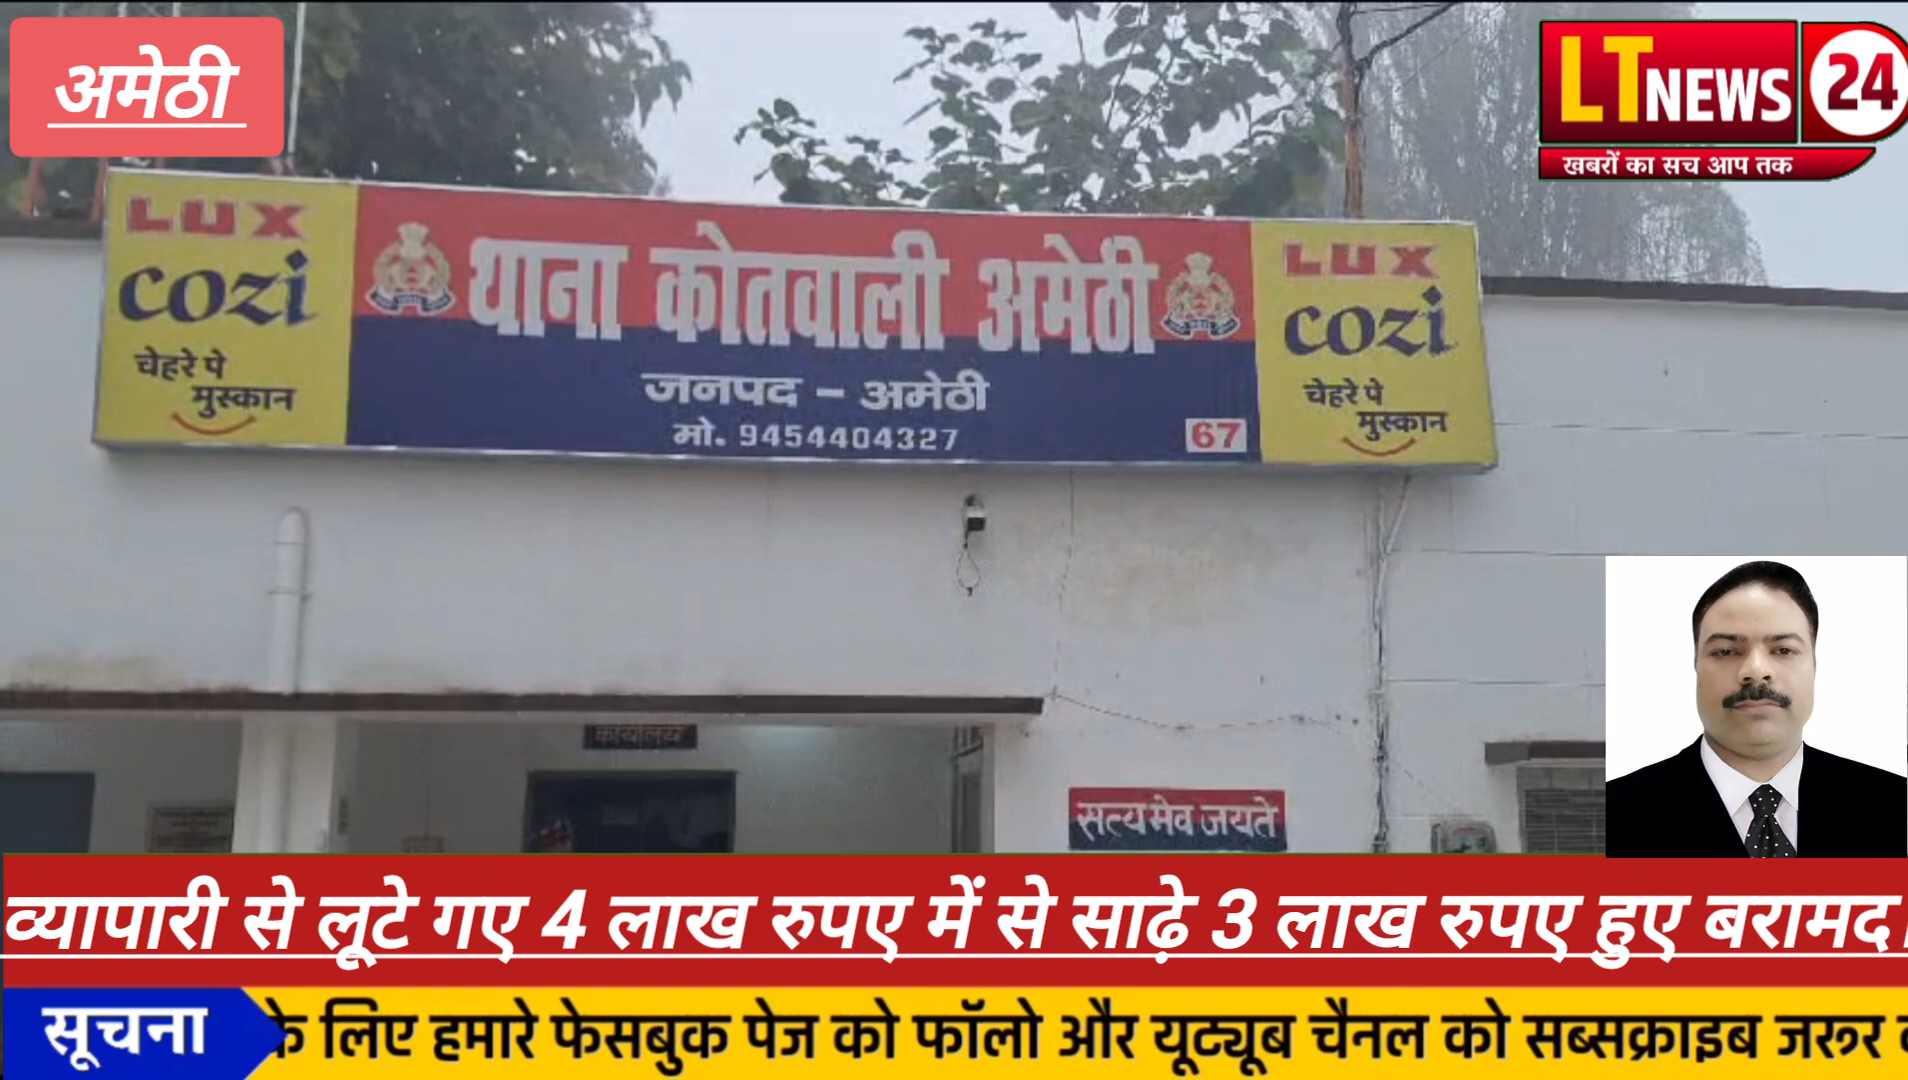 अमेठी
LT NEWS 24
खबरों का सच आप तक
LUX
cozi
चेहरे पे
मुस्कान
थाना कोतवाली अमेठी
जनपद – अमेठी
मो. 9454404327
67
LUX
cozi
चेहरे पे
मुस्कान
कार्यालय
सत्यमेव जयते
व्यापारी से लूटे गए 4 लाख रुपए में से साढ़े 3 लाख रुपए हुए बरामद।
सूचना
के लिए हमारे फेसबुक पेज को फॉलो और यूट्यूब चैनल को सब्सक्राइब जरूर